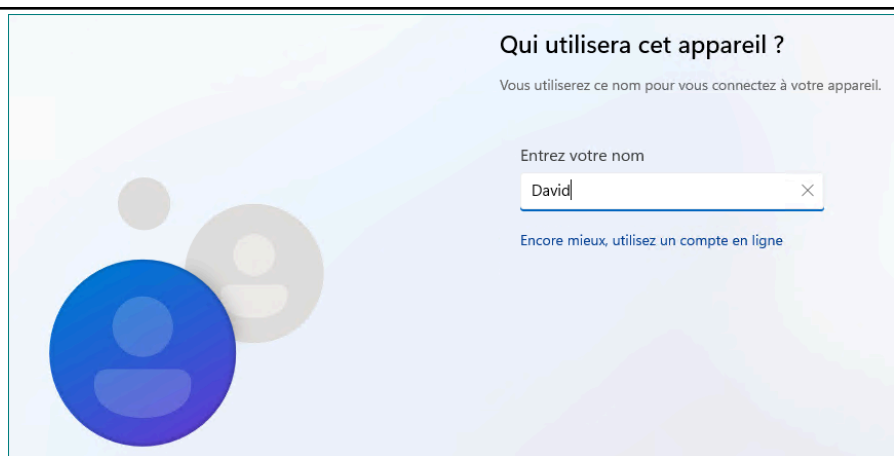 Qui utilisera cet appareil ?
Vous utiliserez ce nom pour vous connectez à votre appareil.
Entrez votre nom
David
Encore mieux, utilisez un compte en ligne